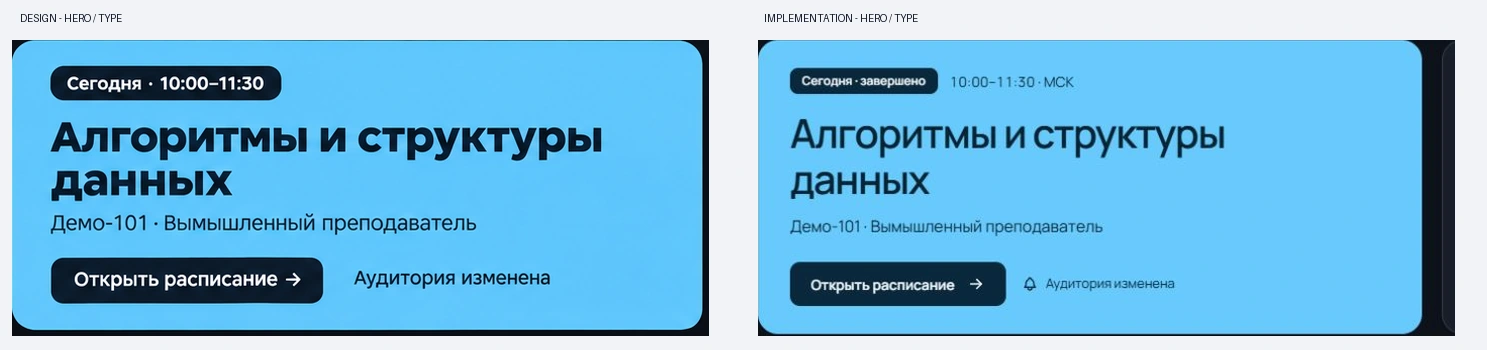 DESIGN - HERO / TYPE
Сегодня · 10:00–11:30
Алгоритмы и структуры
данных
Демо-101 · Вымышленный преподаватель
Открыть расписание →
Аудитория изменена
IMPLEMENTATION - HERO / TYPE
Сегодня · завершено
10:00–11:30 · МСК
Алгоритмы и структуры
данных
Демо-101 · Вымышленный преподаватель
Открыть расписание →
Аудитория изменена